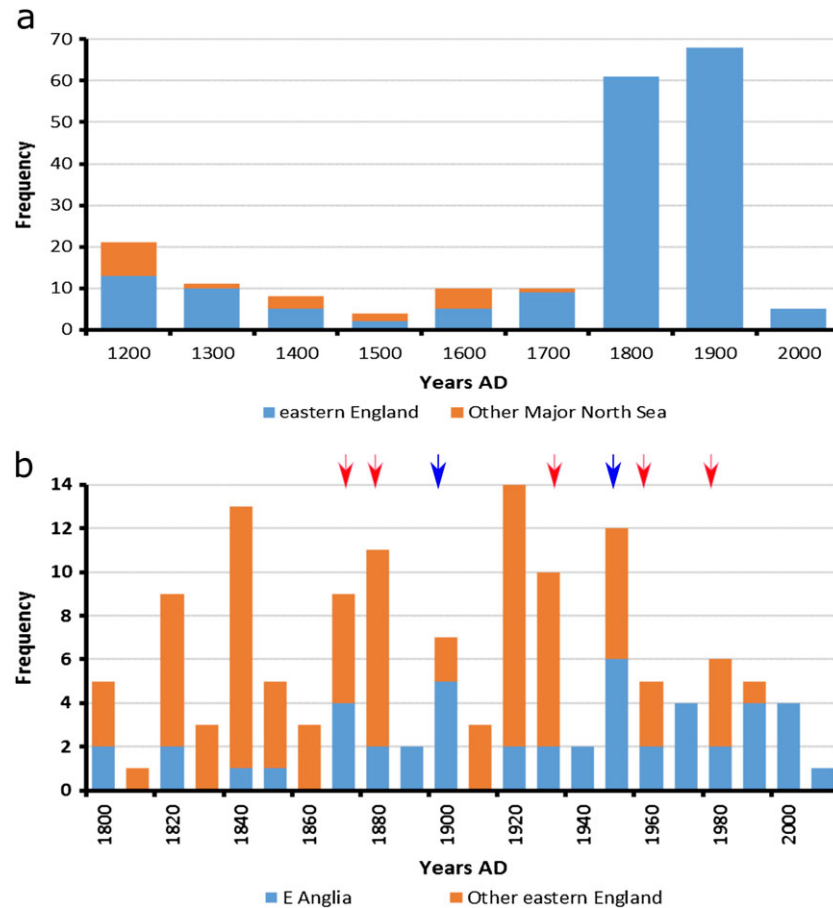 a
70
60
50
40
30
20
10
0
Frequency
1200 1300 1400 1500 1600 1700 1800 1900 2000
Years AD
eastern England Other Major North Sea
b
14
12
10
8
6
4
2
0
Frequency
1800 1820 1840 1860 1880 1900 1920 1940 1960 1980 2000
Years AD
E Anglia Other eastern England